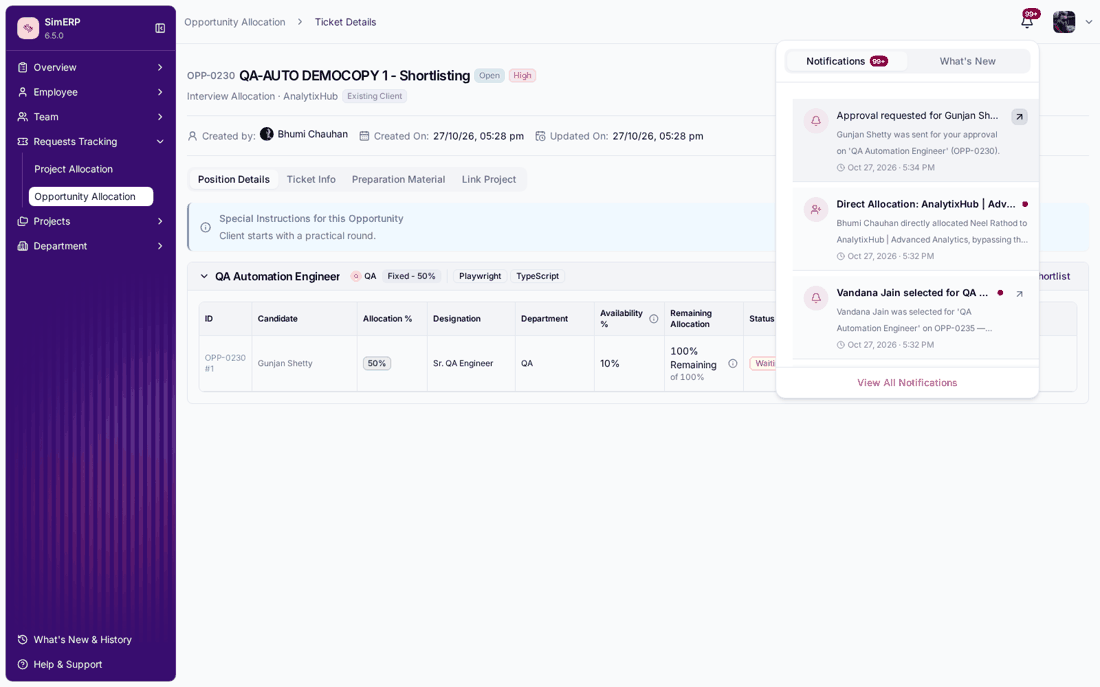 SimERP
6.5.0
Overview
Employee
Team
Requests Tracking
Project Allocation
Opportunity Allocation
Projects
Department
What's New & History
Help & Support
Opportunity Allocation > Ticket Details
99+
OPP-0230 QA-AUTO DEMOCOPY 1 - Shortlisting Open High
Interview Allocation · AnalytixHub Existing Client
Created by: Bhumi Chauhan Created On: 27/10/26, 05:28 pm Updated On: 27/10/26, 05:28 pm
Position Details Ticket Info Preparation Material Link Project
Special Instructions for this Opportunity
Client starts with a practical round.
QA Automation Engineer QA Fixed - 50% Playwright TypeScript
ID Candidate Allocation % Designation Department Availability % Remaining Allocation Status
OPP-0230 #1 Gunjan Shetty 50% Sr. QA Engineer QA 10% 100% Remaining of 100%
Notifications 99+ What's New
Approval requested for Gunjan Sh...
Gunjan Shetty was sent for your approval
on 'QA Automation Engineer' (OPP-0230).
Oct 27, 2026 · 5:34 PM
Direct Allocation: AnalytixHub | Adv...
Bhumi Chauhan directly allocated Neel Rathod to
AnalytixHub | Advanced Analytics, bypassing th...
Oct 27, 2026 · 5:32 PM
Vandana Jain selected for QA ...
Vandana Jain was selected for 'QA
Automation Engineer' on OPP-0235 —...
Oct 27, 2026 · 5:32 PM
View All Notifications